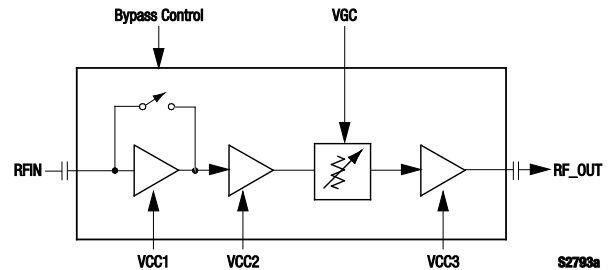 Bypass Control
VGC
RFIN
RF_OUT
VCC1
VCC2
VCC3
S2793a